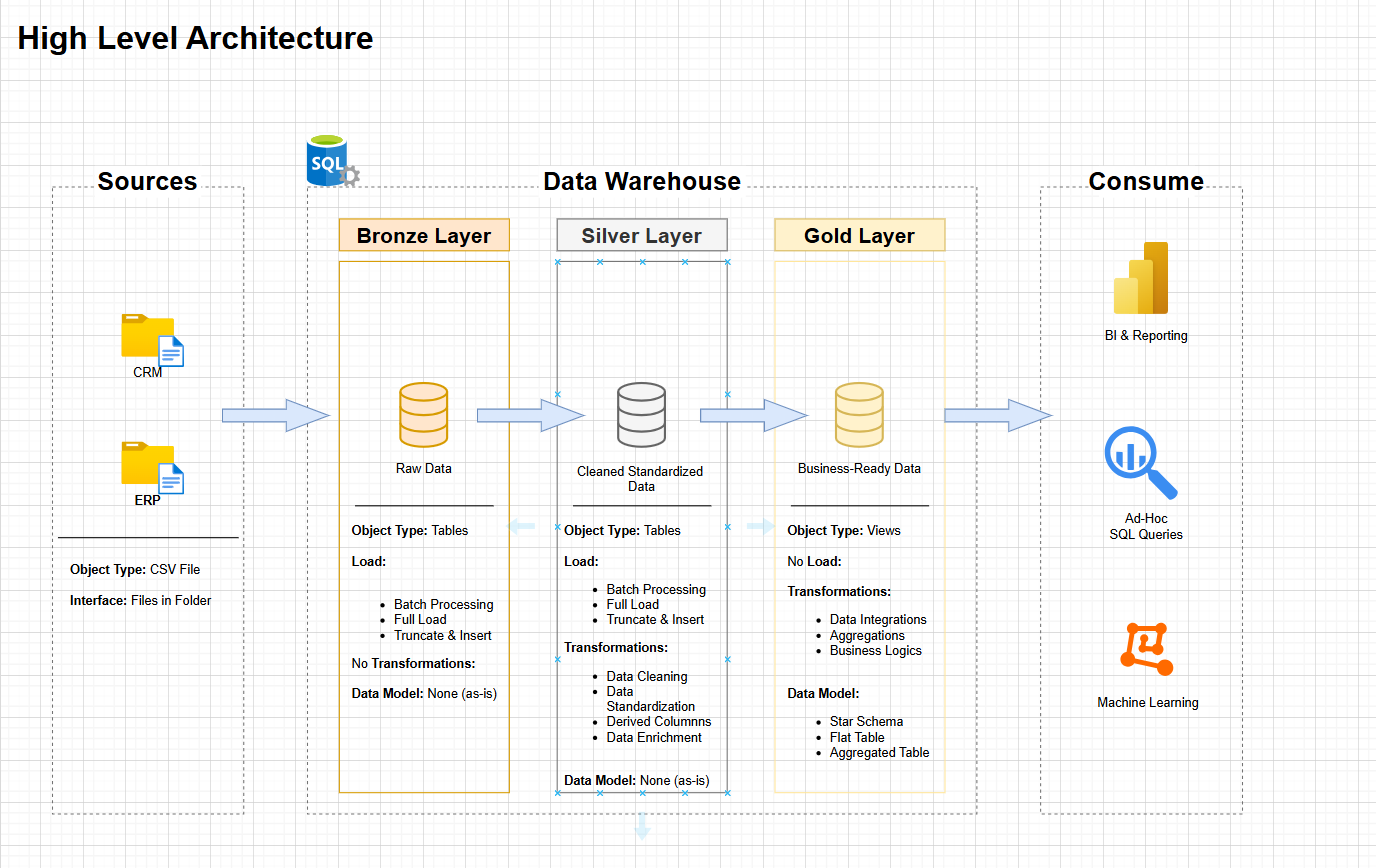 High Level Architecture
SQL
Sources
Data Warehouse
Consume
Bronze Layer
Silver Layer
Gold Layer
CRM
ERP
Object Type: CSV File
Interface: Files in Folder
Raw Data
Object Type: Tables
Load:
Batch Processing
Full Load
Truncate & Insert
No Transformations:
Data Model: None (as-is)
Cleaned Standardized
Data
Object Type: Tables
Load:
Batch Processing
Full Load
Truncate & Insert
Transformations:
Data Cleaning
Data
Standardization
Derived Columnns
Data Enrichment
Data Model: None (as-is)
Business-Ready Data
Object Type: Views
No Load:
Transformations:
Data Integrations
Aggregations
Business Logics
Data Model:
Star Schema
Flat Table
Aggregated Table
BI & Reporting
Ad-Hoc
SQL Queries
Machine Learning